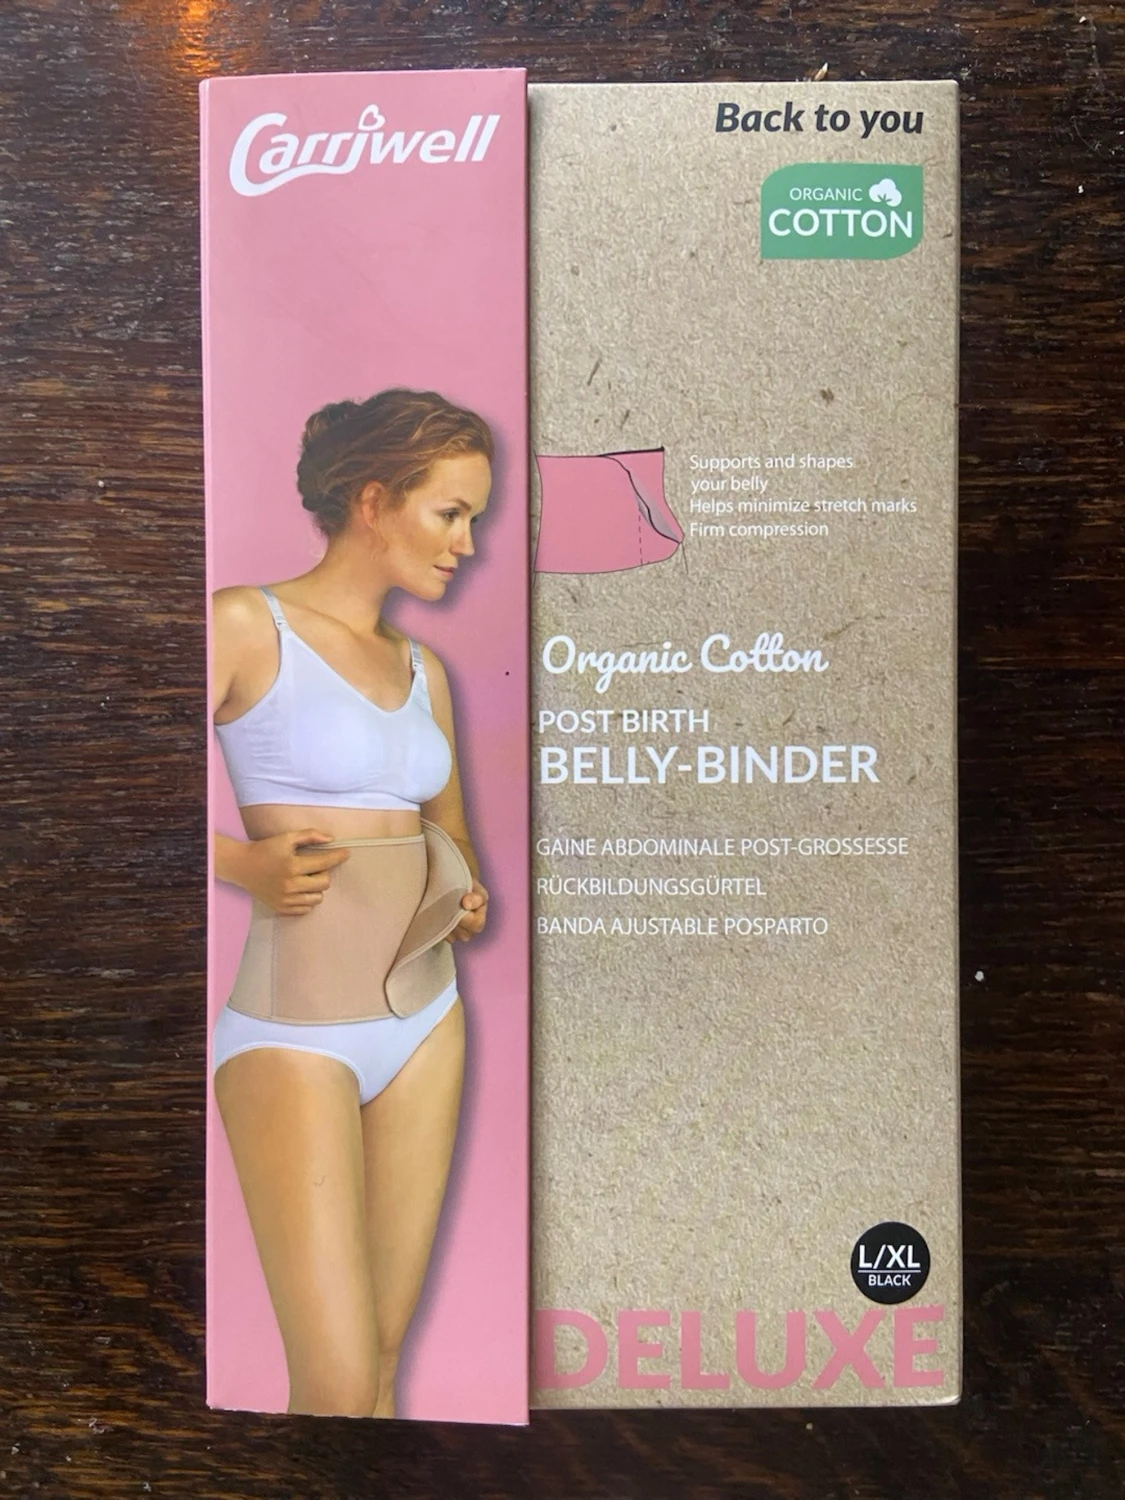 Carriwell
Back to you
ORGANIC
COTTON
Supports and shapes
your belly
Helps minimize stretch marks
Firm compression
Organic Cotton
POST BIRTH
BELLY-BINDER
GAINE ABDOMINALE POST-GROSSESSE
RÜCKBILDUNGSGÜRTEL
BANDA AJUSTABLE POSPARTO
L/XL
BLACK
DELUXE